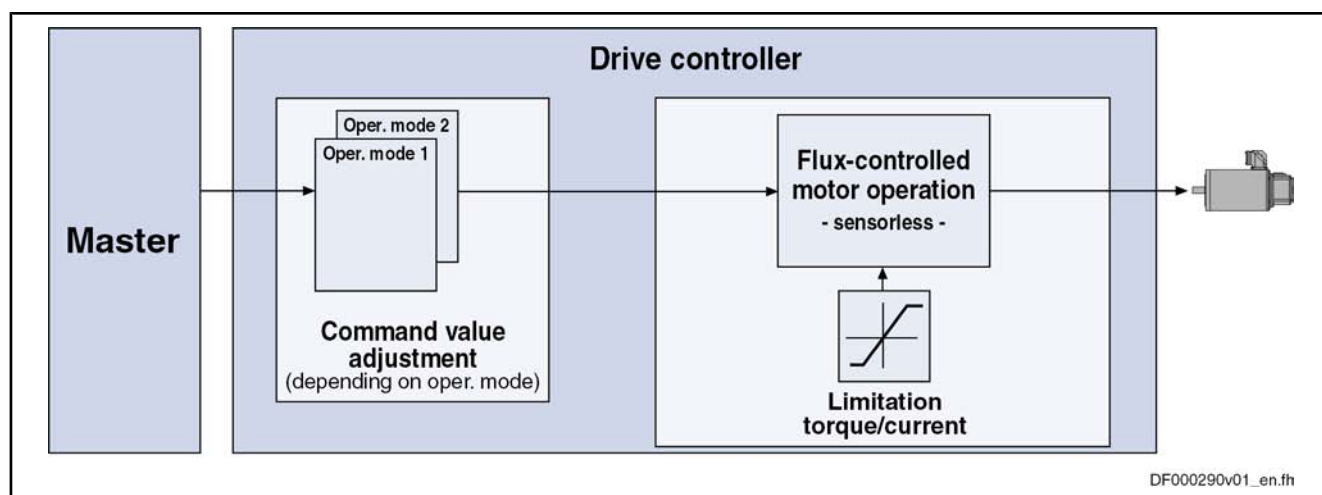 Drive controller
Master
Oper. mode 2
Oper. mode 1
Command value
adjustment
(depending on oper. mode)
Flux-controlled
motor operation
- sensorless -
Limitation
torque/current
DF000290v01_en.fh